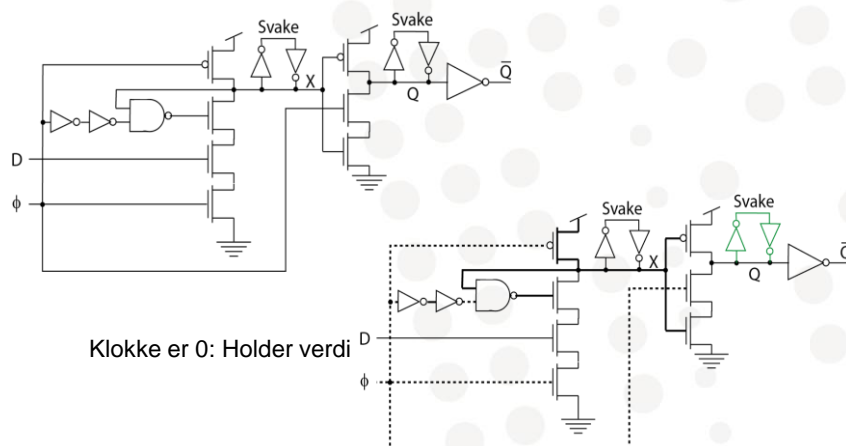 Svake
Svake
X
Q
Q̅
D
ϕ
Svake
Svake
X
Q
Q̅
D
Klokke er 0: Holder verdi
ϕ